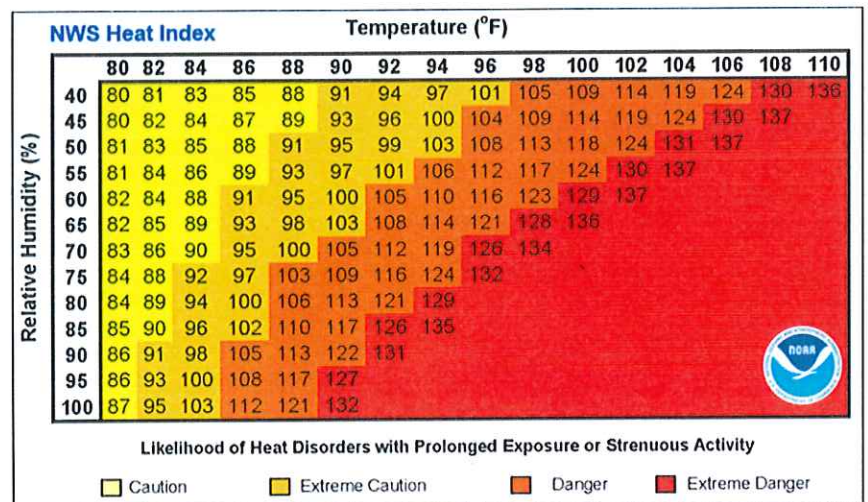 NWS Heat Index
Temperature (°F)
80 82 84 86 88 90 92 94 96 98 100 102 104 106 108 110
Relative Humidity (%)
40 80 81 83 85 88 91 94 97 101 105 109 114 119 124 130 136
45 80 82 84 87 89 93 96 100 104 109 114 119 124 130 137
50 81 83 85 88 91 95 99 103 108 113 118 124 131 137
55 81 84 86 89 93 97 101 106 112 117 124 130 137
60 82 84 88 91 95 100 105 110 116 123 129 137
65 82 85 89 93 98 103 108 114 121 128 136
70 83 86 90 95 100 105 112 119 126 134
75 84 88 92 97 103 109 116 124 132
80 84 89 94 100 106 113 121 129
85 85 90 96 102 110 117 126 135
90 86 91 98 105 113 122 131
95 86 93 100 108 117 127
100 87 95 103 112 121 132
NOAA
Likelihood of Heat Disorders with Prolonged Exposure or Strenuous Activity
Caution Extreme Caution Danger Extreme Danger